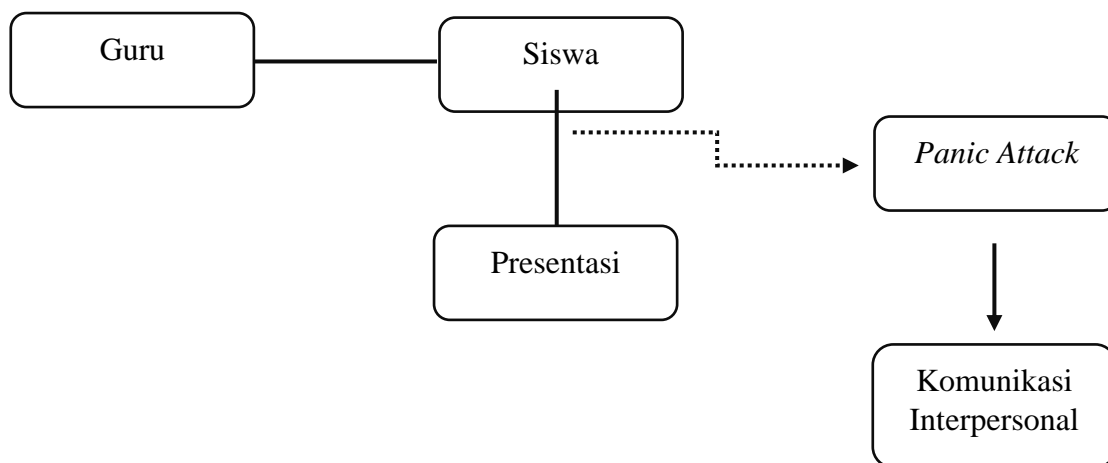 Guru
Siswa
Panic Attack
Presentasi
Komunikasi
Interpersonal